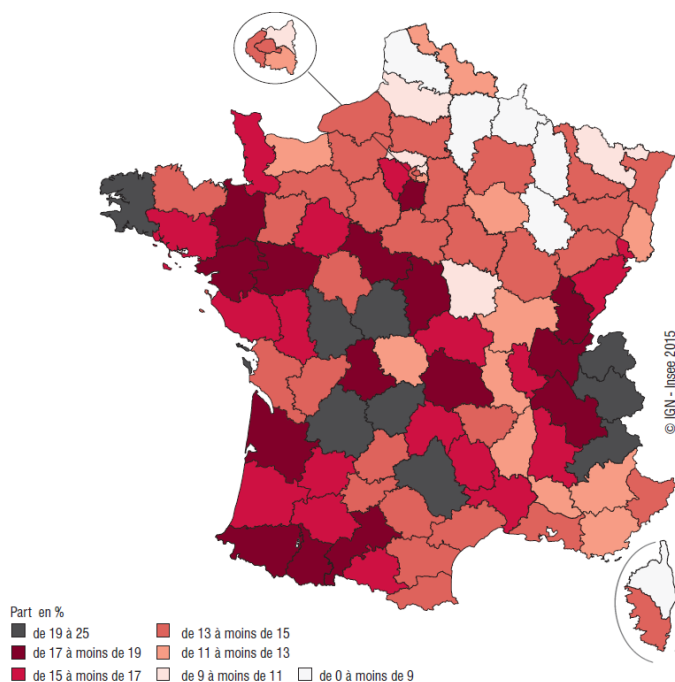 © IGN - Insee 2015
Part en %
de 19 à 25
de 13 à moins de 15
de 17 à moins de 19
de 11 à moins de 13
de 15 à moins de 17
de 9 à moins de 11
de 0 à moins de 9